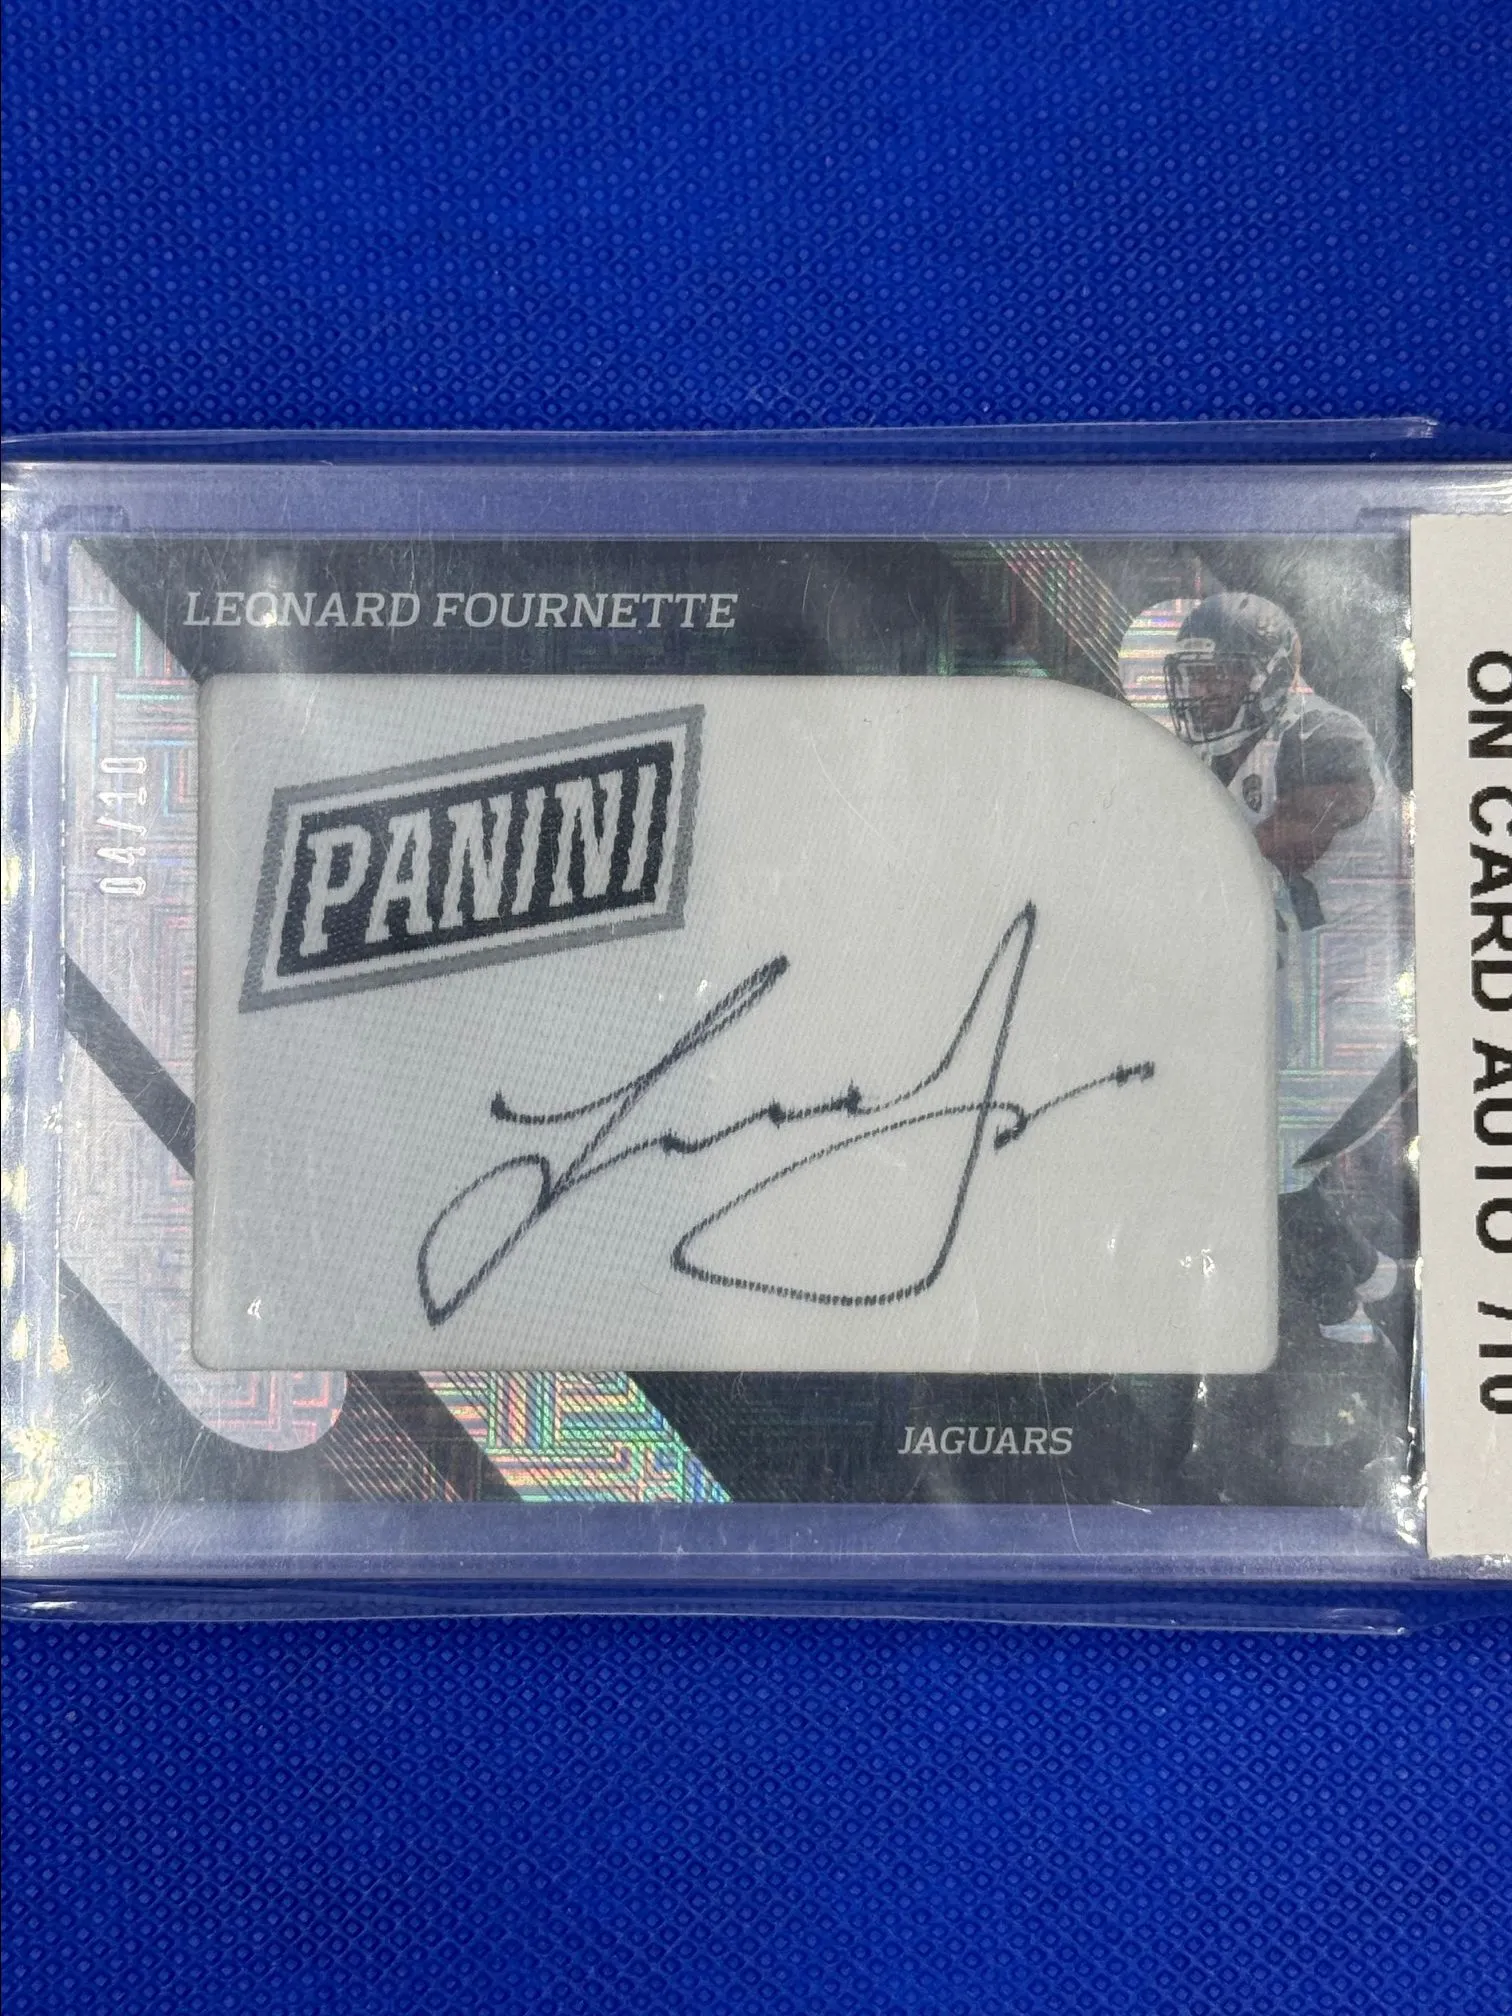 LEONARD FOURNETTE
04/10
PANINI
JAGUARS
ON CARD AUTO /10